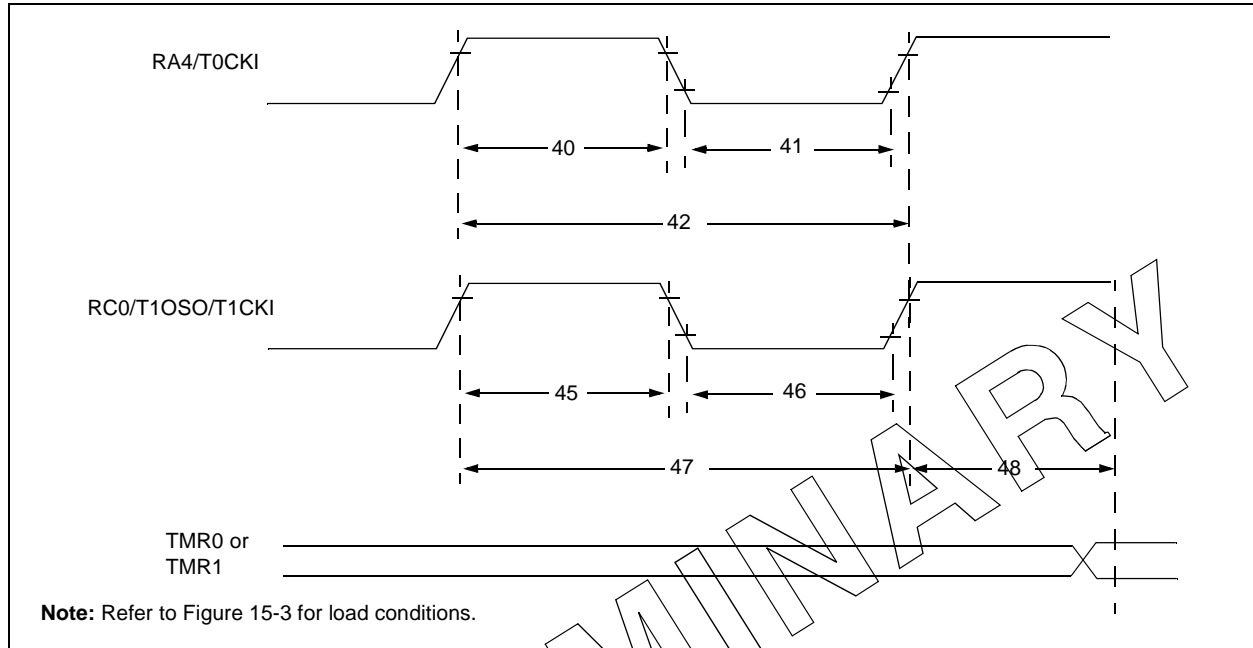 RA4/T0CKI
40
41
42
RC0/T1OSO/T1CKI
45
46
47
48
TMR0 or
TMR1
Note: Refer to Figure 15-3 for load conditions.
MINARY